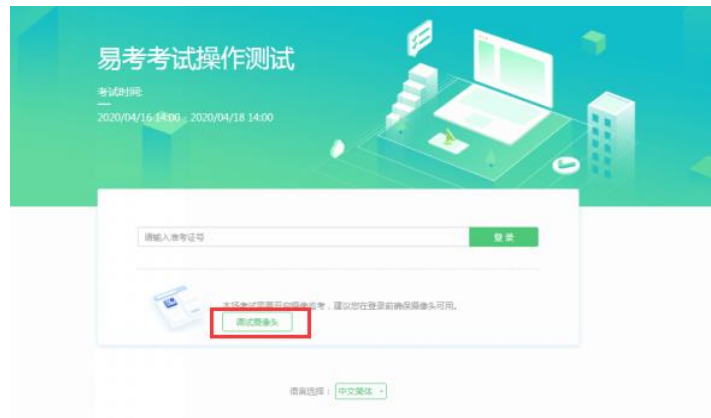 易考考试操作测试
考试时间:
2020/04/16 14:00 - 2020/04/18 14:00
请输入准考证号
登录
本场考试需要开启摄像监考，建议您在登录前确保摄像头可用。
调试摄像头
语言选择： 中文简体